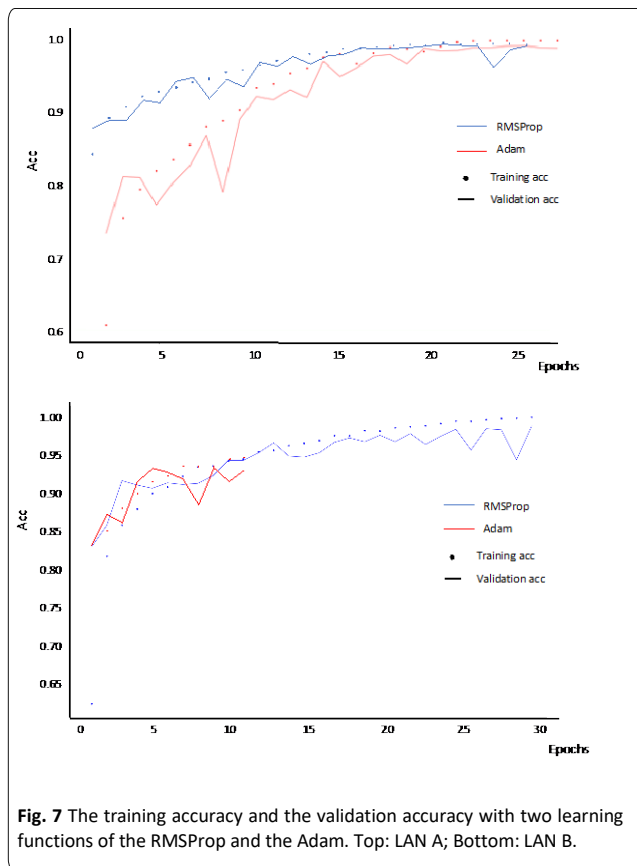 1.0
0.9
Acc
0.8
0.7
0.6
RMSProp
Adam
Training acc
Validation acc
0 5 10 15 20 25
Epochs
1.00
0.95
Acc
0.90
0.85
0.80
0.75
0.70
0.65
RMSProp
Adam
Training acc
Validation acc
0 5 10 15 20 25 30
Epochs
Fig. 7 The training accuracy and the validation accuracy with two learning
functions of the RMSProp and the Adam. Top: LAN A; Bottom: LAN B.